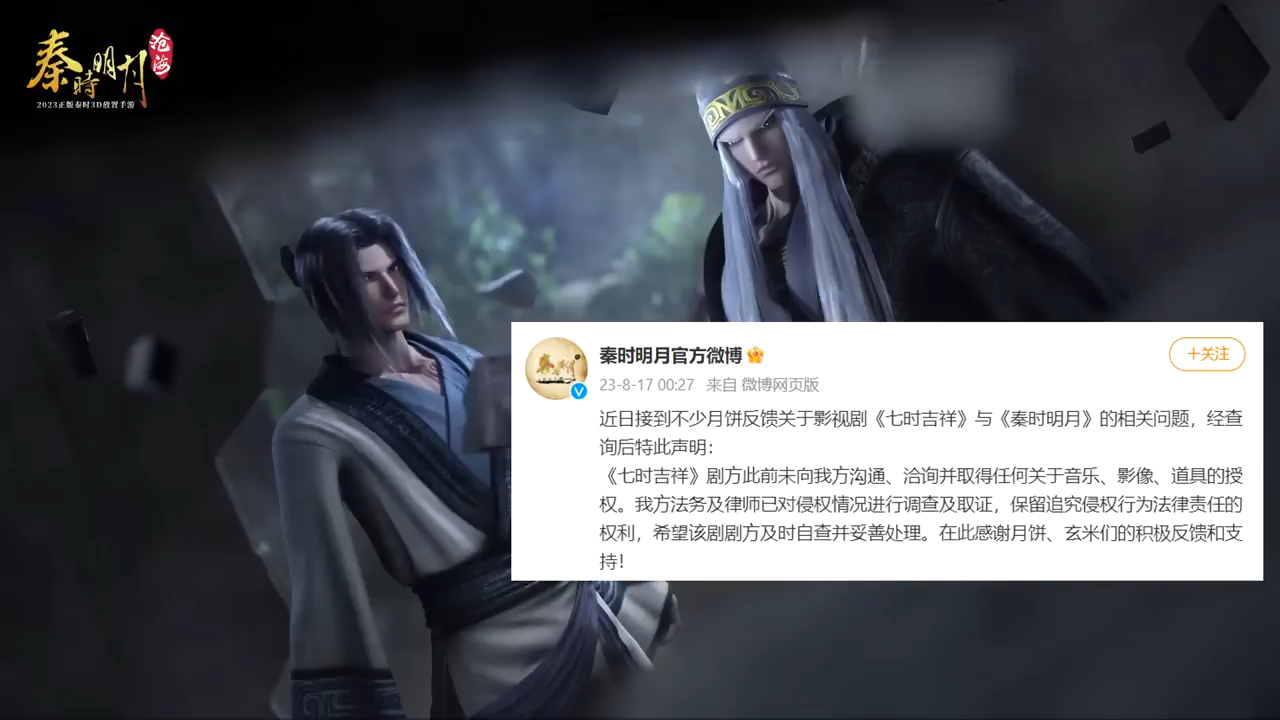 秦時明月
沧海
2023正版秦时3D放置手游
秦时明月官方微博
+关注
23-8-17 00:27 来自 微博网页版
近日接到不少月饼反馈关于影视剧《七时吉祥》与《秦时明月》的相关问题，经查
询后特此声明：
《七时吉祥》剧方此前未向我方沟通、洽询并取得任何关于音乐、影像、道具的授
权。我方法务及律师已对侵权情况进行调查及取证，保留追究侵权行为法律责任的
权利，希望该剧剧方及时自查并妥善处理。在此感谢月饼、玄米们的积极反馈和支
持！